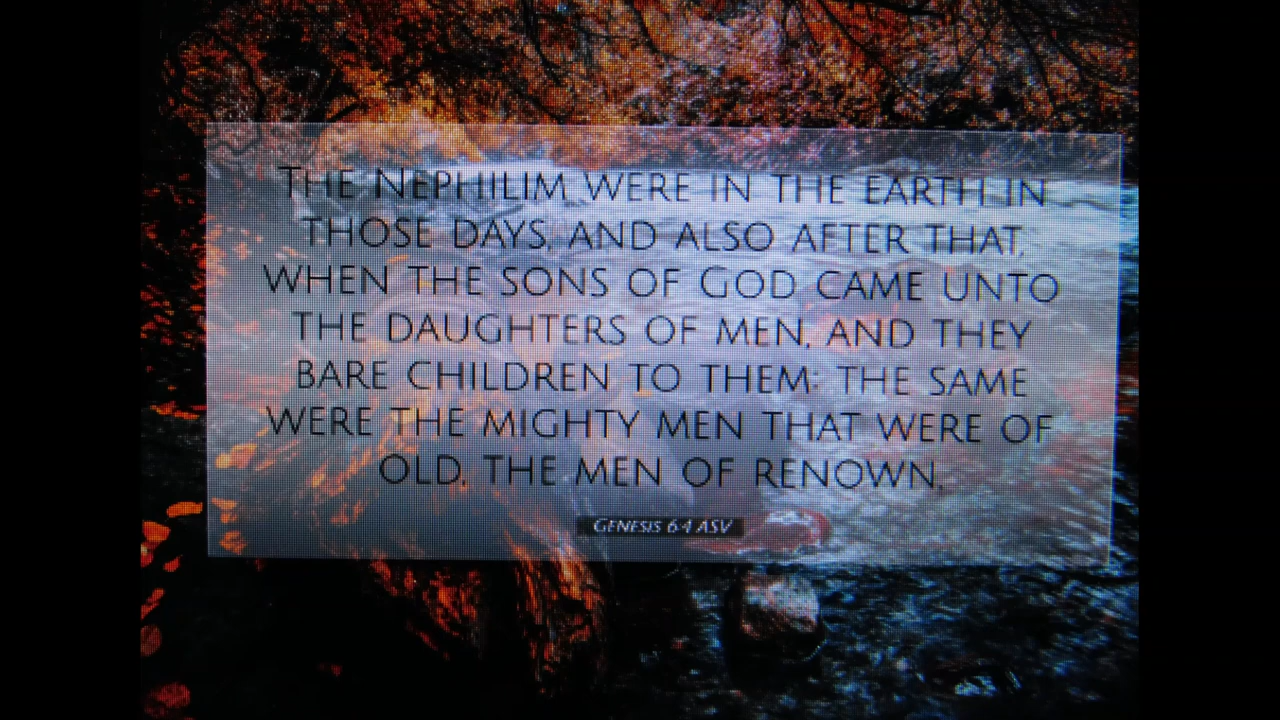 THE NEPHILIM WERE IN THE EARTH IN
THOSE DAYS, AND ALSO AFTER THAT,
WHEN THE SONS OF GOD CAME UNTO
THE DAUGHTERS OF MEN, AND THEY
BARE CHILDREN TO THEM: THE SAME
WERE THE MIGHTY MEN THAT WERE OF
OLD, THE MEN OF RENOWN.
GENESIS 6:4 ASV